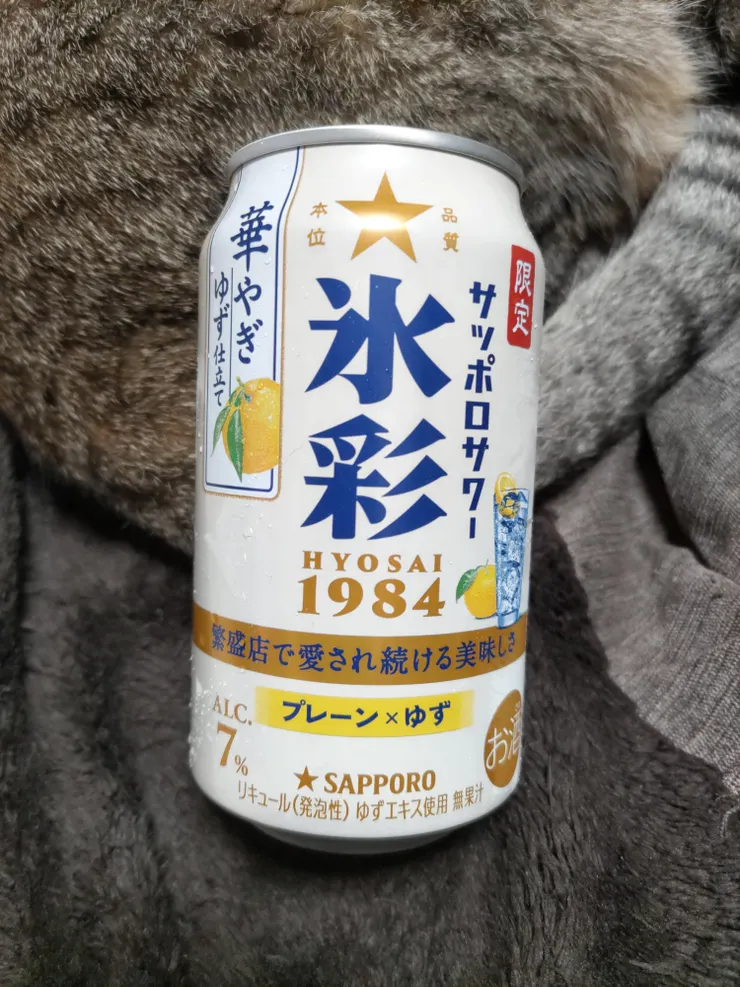 本位
品質
限定
華やぎ
ゆず仕立て
氷彩
サッポロサワー
HYOSAI
1984
繁盛店で愛され続ける美味しさ
プレーン×ゆず
ALC.
7%
お酒
★SAPPORO
リキュール(発泡性) ゆずエキス使用 無果汁